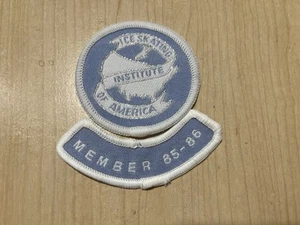 ICE SKATING
INSTITUTE
OF AMERICA
MEMBER 85-86